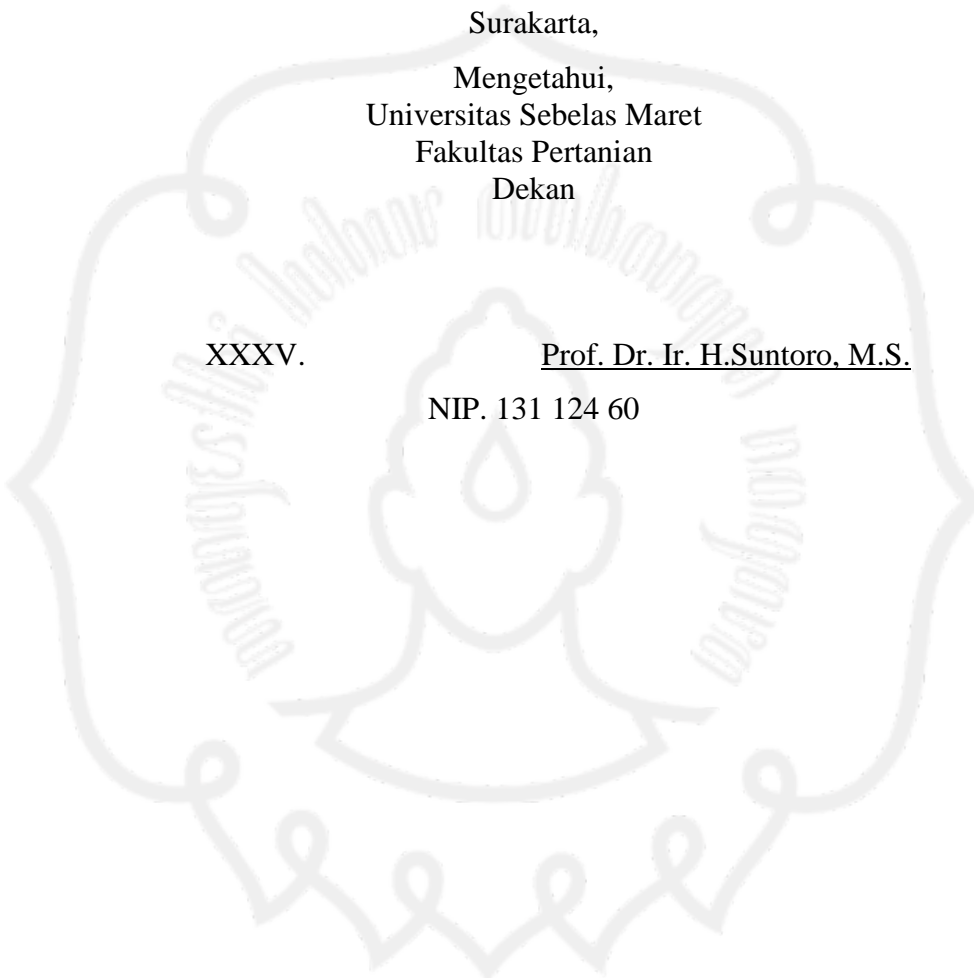 Surakarta,
Mengetahui,
Universitas Sebelas Maret
Fakultas Pertanian
Dekan
XXXV. Prof. Dr. Ir. H.Suntoro, M.S.
NIP. 131 124 60